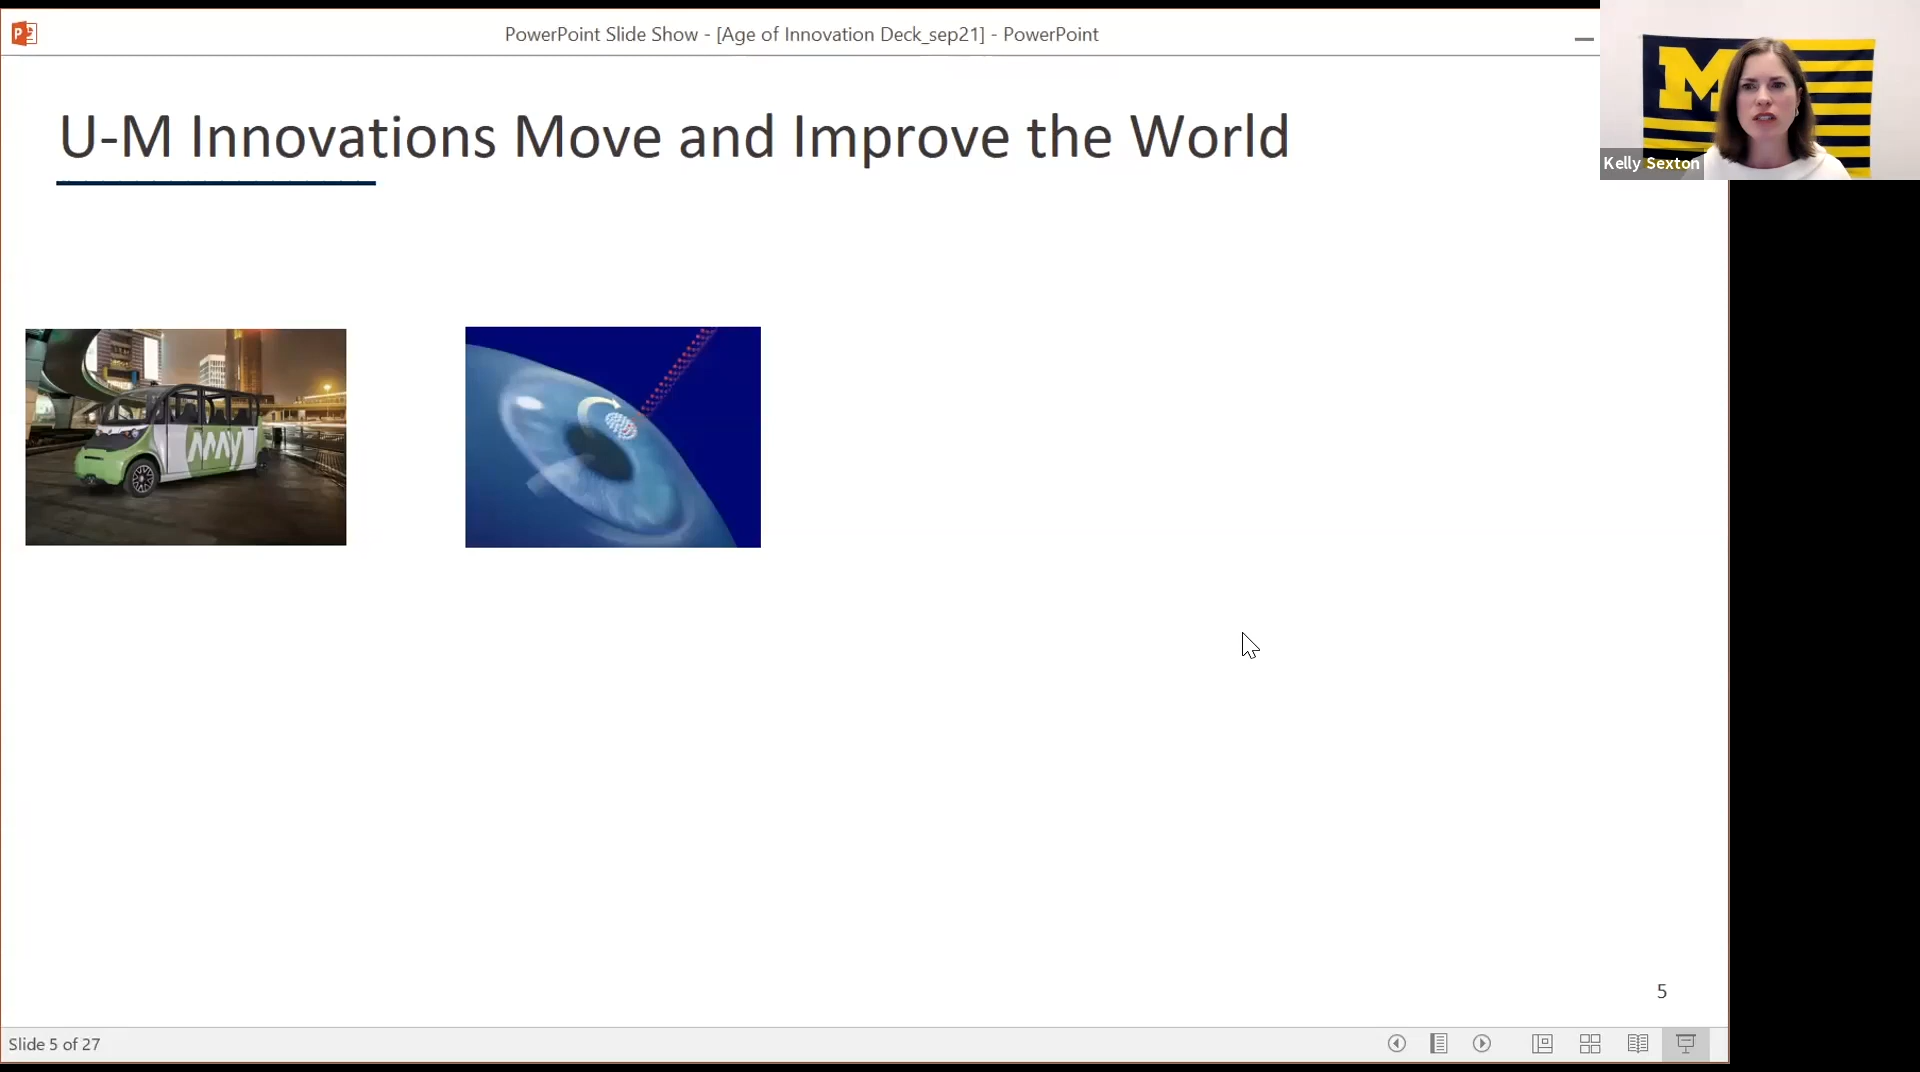 PowerPoint Slide Show - [Age of Innovation Deck_sep21] - PowerPoint
M
Kelly Sexton
U-M Innovations Move and Improve the World
MAY
5
Slide 5 of 27